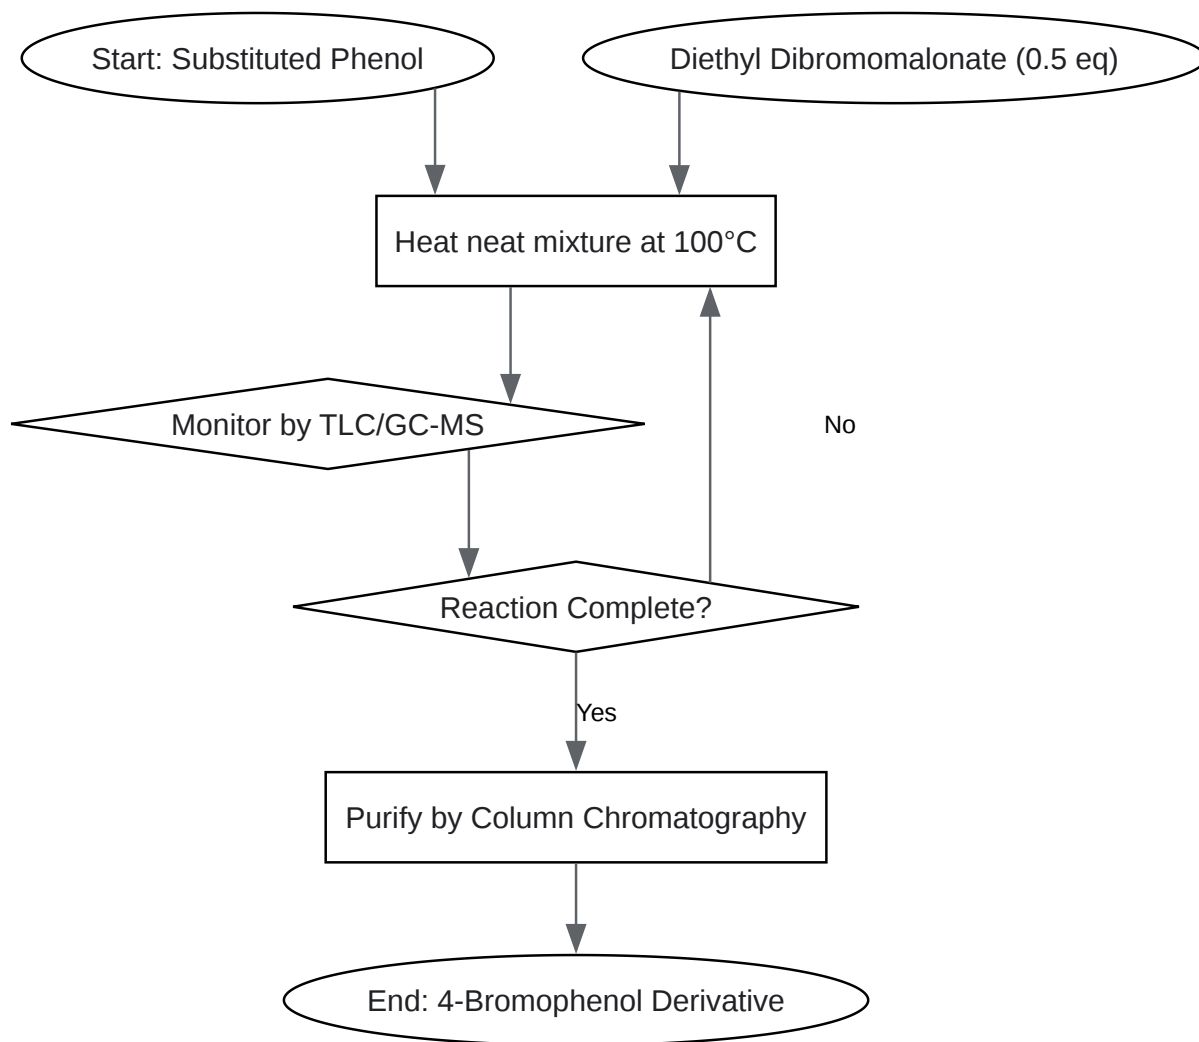 Start: Substituted Phenol
Diethyl Dibromomalonate (0.5 eq)
Heat neat mixture at 100°C
Monitor by TLC/GC-MS
No
Reaction Complete?
Yes
Purify by Column Chromatography
End: 4-Bromophenol Derivative